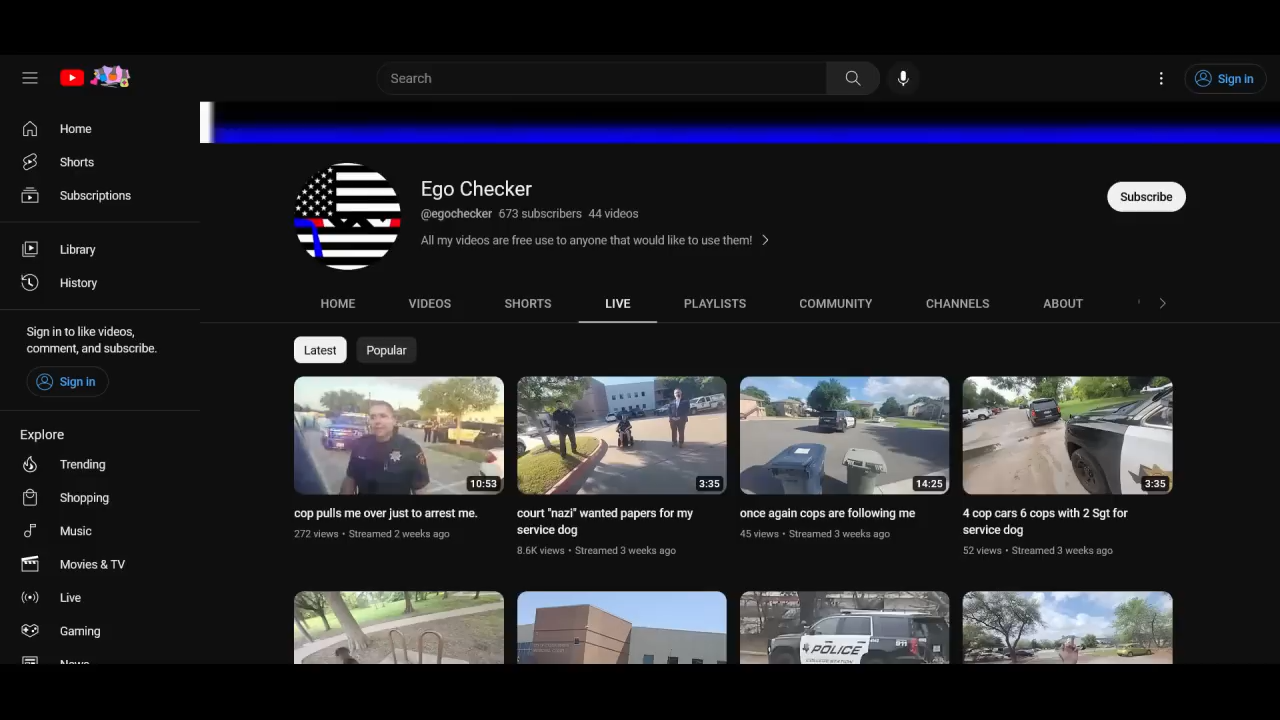 Search
Sign in
Home
Shorts
Subscriptions
Library
History
Sign in to like videos,
comment, and subscribe.
Sign in
Explore
Trending
Shopping
Music
Movies & TV
Live
Gaming
News
Ego Checker
@egochecker 673 subscribers 44 videos
All my videos are free use to anyone that would like to use them!
Subscribe
HOME VIDEOS SHORTS LIVE PLAYLISTS COMMUNITY CHANNELS ABOUT
Latest Popular
10:53 3:35 14:25 3:35
cop pulls me over just to arrest me.
272 views • Streamed 2 weeks ago
court "nazi" wanted papers for my
service dog
8.6K views • Streamed 3 weeks ago
once again cops are following me
45 views • Streamed 3 weeks ago
4 cop cars 6 cops with 2 Sgt for
service dog
52 views • Streamed 3 weeks ago
POLICE
COLLEGE STATION
911